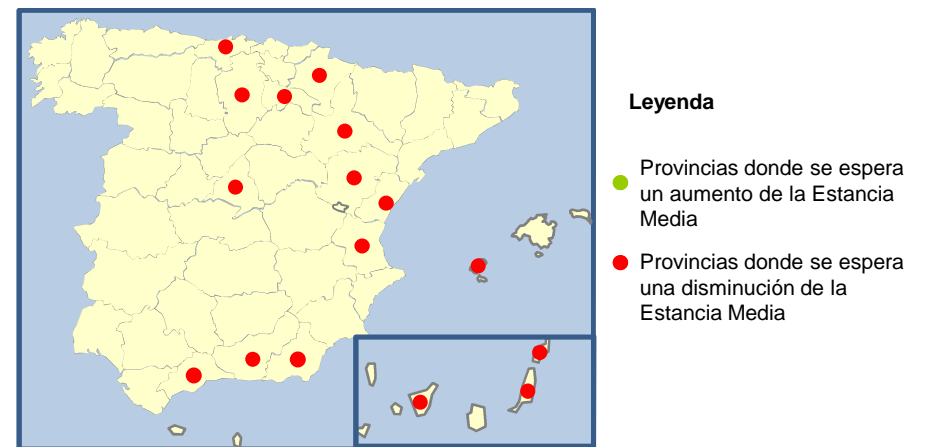 Leyenda
Provincias donde se espera
un aumento de la Estancia
Media
Provincias donde se espera
una disminución de la
Estancia Media